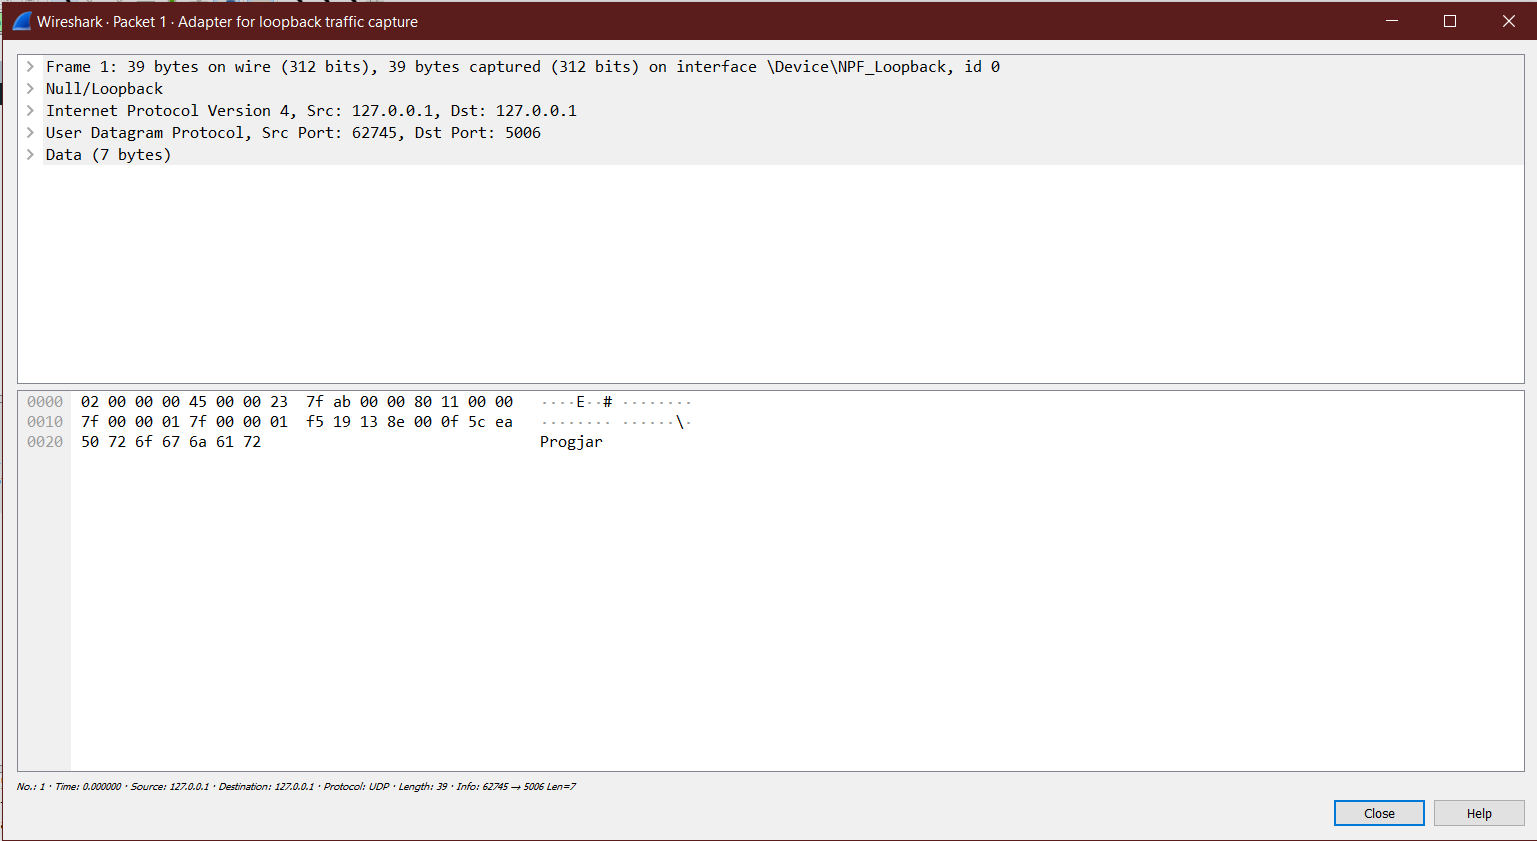 Wireshark · Packet 1 · Adapter for loopback traffic capture
Frame 1: 39 bytes on wire (312 bits), 39 bytes captured (312 bits) on interface \Device\NPF_Loopback, id 0
Null/Loopback
Internet Protocol Version 4, Src: 127.0.0.1, Dst: 127.0.0.1
User Datagram Protocol, Src Port: 62745, Dst Port: 5006
Data (7 bytes)
0000 02 00 00 00 45 00 00 23 7f ab 00 00 80 11 00 00 ····E··# ········
0010 7f 00 00 01 7f 00 00 01 f5 19 13 8e 00 0f 5c ea ········ ······\·
0020 50 72 6f 67 6a 61 72 Progjar
No.: 1 · Time: 0.000000 · Source: 127.0.0.1 · Destination: 127.0.0.1 · Protocol: UDP · Length: 39 · Info: 62745 → 5006 Len=7
Close Help